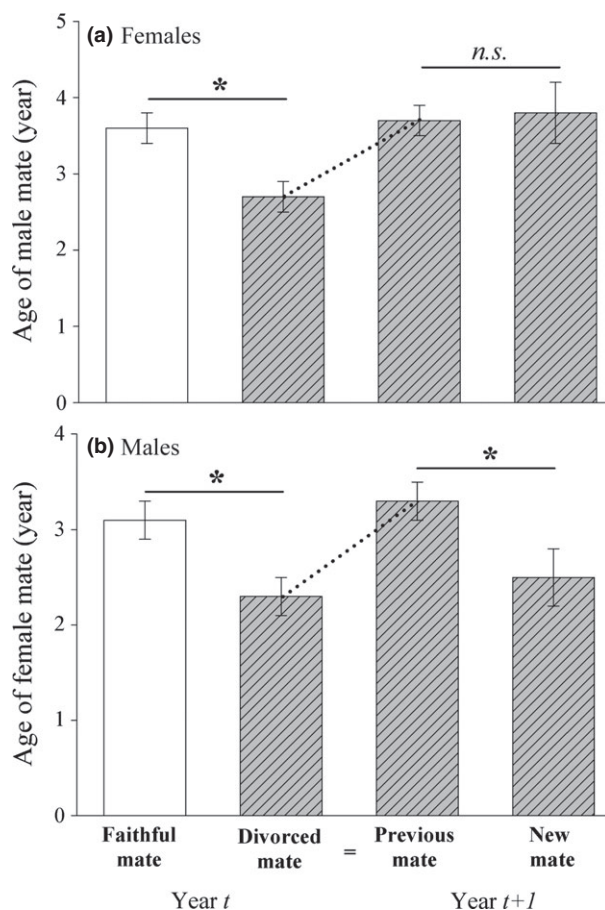 (a) Females
n.s.
*
5
4
3
2
1
0
Age of male mate (year)
(b) Males
*
*
4
3
2
1
0
Age of female mate (year)
Faithful mate
Divorced mate
=
Previous mate
New mate
Year t
Year t+1